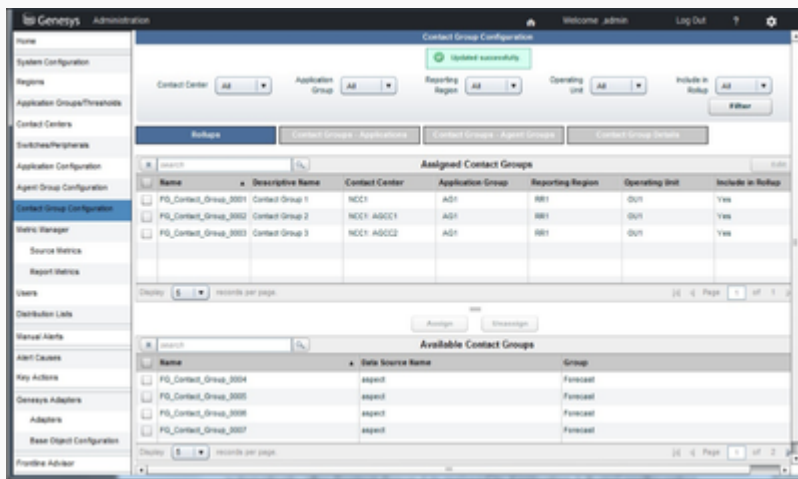 Genesys Administration Welcome ,admin Log Out ?
Home
System Configuration
Regions
Application Groups/Thresholds
Contact Centers
Switches/Peripherals
Application Configuration
Agent Group Configuration
Contact Group Configuration
Metric Manager
Source Metrics
Report Metrics
Users
Distribution Lists
Manual Alerts
Alert Causes
Key Actions
Genesys Adapters
Adapters
Base Object Configuration
Frontline Advisor
Contact Group Configuration
Updated successfully.
Contact Center All Application Group All Reporting Region All Operating Unit All Include in Rollup All
Filter
Rollups Contact Groups - Applications Contact Groups - Agent Groups Contact Group Details
search Assigned Contact Groups Edit
Name Descriptive Name Contact Center Application Group Reporting Region Operating Unit Include in Rollup
FG_Contact_Group_0001 Contact Group 1 NCC1 AG1 RR1 OU1 Yes
FG_Contact_Group_0002 Contact Group 2 NCC1: AGCC1 AG1 RR1 OU1 Yes
FG_Contact_Group_0003 Contact Group 3 NCC1: AGCC2 AG1 RR1 OU1 Yes
Display 5 records per page. Page 1 of 1
Assign Unassign
search Available Contact Groups
Name Data Source Name Group
FG_Contact_Group_0004 aspect Forecast
FG_Contact_Group_0005 aspect Forecast
FG_Contact_Group_0006 aspect Forecast
FG_Contact_Group_0007 aspect Forecast
Display 5 records per page. Page 1 of 2